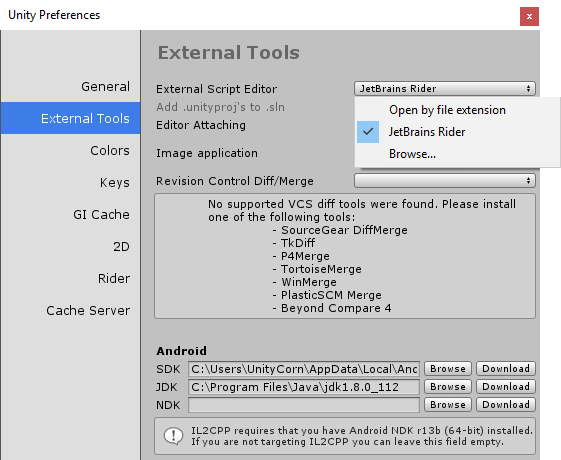 Unity Preferences
x
External Tools
General
External Tools
Colors
Keys
GI Cache
2D
Rider
Cache Server
External Script Editor
JetBrains Rider
Add .unityproj's to .sln
Editor Attaching
Open by file extension
JetBrains Rider
Browse...
Image application
Revision Control Diff/Merge
No supported VCS diff tools were found. Please install
one of the following tools:
- SourceGear DiffMerge
- TkDiff
- P4Merge
- TortoiseMerge
- WinMerge
- PlasticSCM Merge
- Beyond Compare 4
Android
SDK C:\Users\UnityCorn\AppData\Local\Anc Browse Download
JDK C:\Program Files\Java\jdk1.8.0_112 Browse Download
NDK Browse Download
IL2CPP requires that you have Android NDK r13b (64-bit) installed.
If you are not targeting IL2CPP you can leave this field empty.